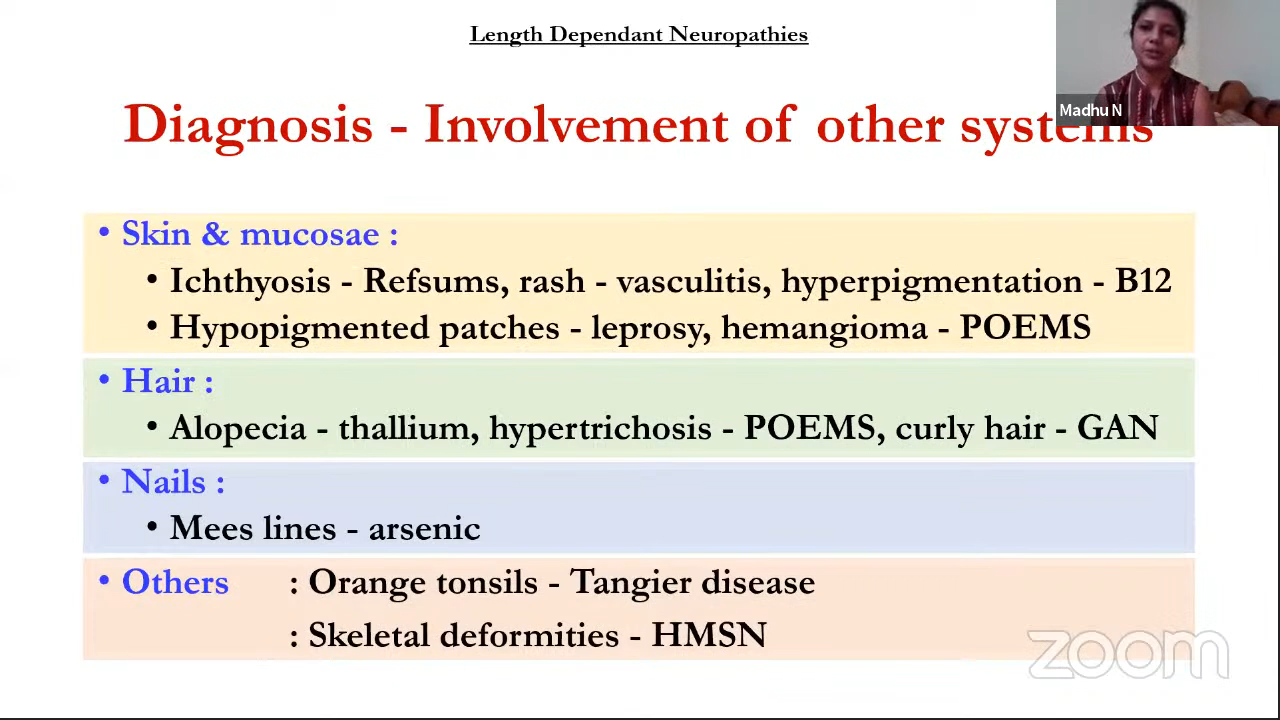 Length Dependant Neuropathies
Madhu N
Diagnosis - Involvement of other systems
• Skin & mucosae :
• Ichthyosis - Refsums, rash - vasculitis, hyperpigmentation - B12
• Hypopigmented patches - leprosy, hemangioma - POEMS
• Hair :
• Alopecia - thallium, hypertrichosis - POEMS, curly hair - GAN
• Nails :
• Mees lines - arsenic
• Others : Orange tonsils - Tangier disease
: Skeletal deformities - HMSN
zoom